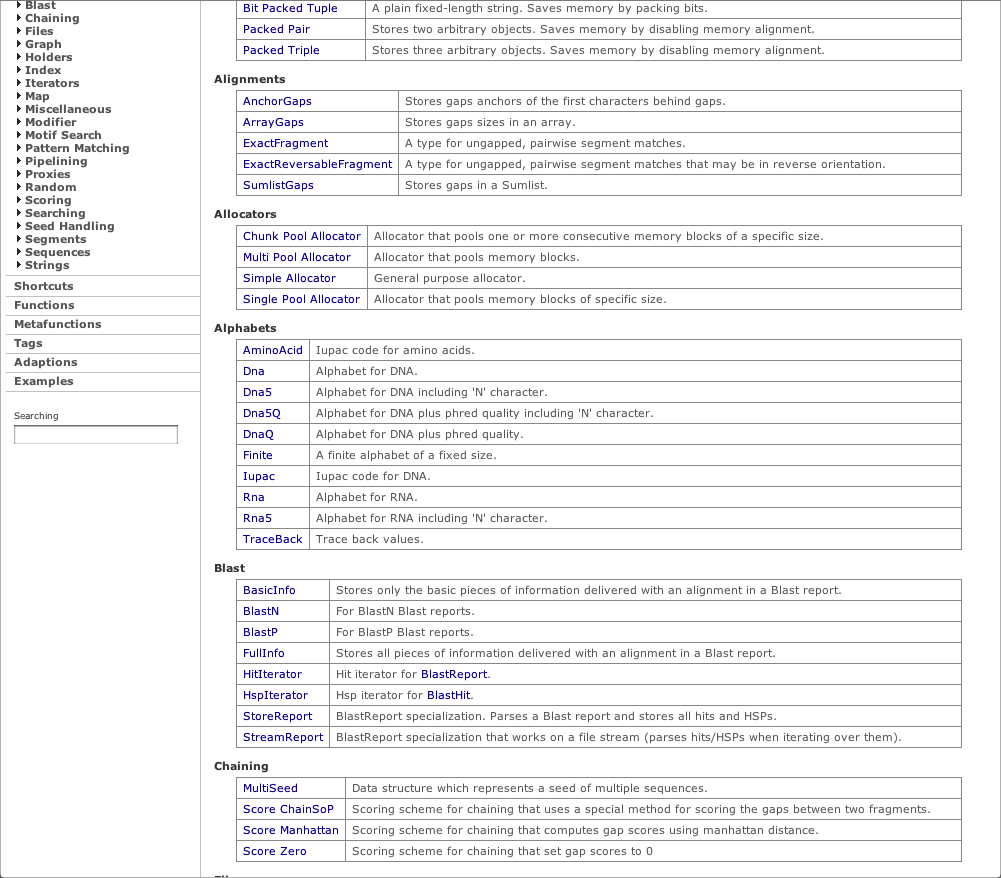 Blast
Chaining
Files
Graph
Holders
Index
Iterators
Map
Miscellaneous
Modifier
Motif Search
Pattern Matching
Pipelining
Proxies
Random
Scoring
Searching
Seed Handling
Segments
Sequences
Strings
Shortcuts
Functions
Metafunctions
Tags
Adaptions
Examples
Searching
Bit Packed Tuple A plain fixed-length string. Saves memory by packing bits.
Packed Pair Stores two arbitrary objects. Saves memory by disabling memory alignment.
Packed Triple Stores three arbitrary objects. Saves memory by disabling memory alignment.
Alignments
AnchorGaps Stores gaps anchors of the first characters behind gaps.
ArrayGaps Stores gaps sizes in an array.
ExactFragment A type for ungapped, pairwise segment matches.
ExactReversableFragment A type for ungapped, pairwise segment matches that may be in reverse orientation.
SumlistGaps Stores gaps in a Sumlist.
Allocators
Chunk Pool Allocator Allocator that pools one or more consecutive memory blocks of a specific size.
Multi Pool Allocator Allocator that pools memory blocks.
Simple Allocator General purpose allocator.
Single Pool Allocator Allocator that pools memory blocks of specific size.
Alphabets
AminoAcid Iupac code for amino acids.
Dna Alphabet for DNA.
Dna5 Alphabet for DNA including 'N' character.
Dna5Q Alphabet for DNA plus phred quality including 'N' character.
DnaQ Alphabet for DNA plus phred quality.
Finite A finite alphabet of a fixed size.
Iupac Iupac code for DNA.
Rna Alphabet for RNA.
Rna5 Alphabet for RNA including 'N' character.
TraceBack Trace back values.
Blast
BasicInfo Stores only the basic pieces of information delivered with an alignment in a Blast report.
BlastN For BlastN Blast reports.
BlastP For BlastP Blast reports.
FullInfo Stores all pieces of information delivered with an alignment in a Blast report.
HitIterator Hit iterator for BlastReport.
HspIterator Hsp iterator for BlastHit.
StoreReport BlastReport specialization. Parses a Blast report and stores all hits and HSPs.
StreamReport BlastReport specialization that works on a file stream (parses hits/HSPs when iterating over them).
Chaining
MultiSeed Data structure which represents a seed of multiple sequences.
Score ChainSoP Scoring scheme for chaining that uses a special method for scoring the gaps between two fragments.
Score Manhattan Scoring scheme for chaining that computes gap scores using manhattan distance.
Score Zero Scoring scheme for chaining that set gap scores to 0